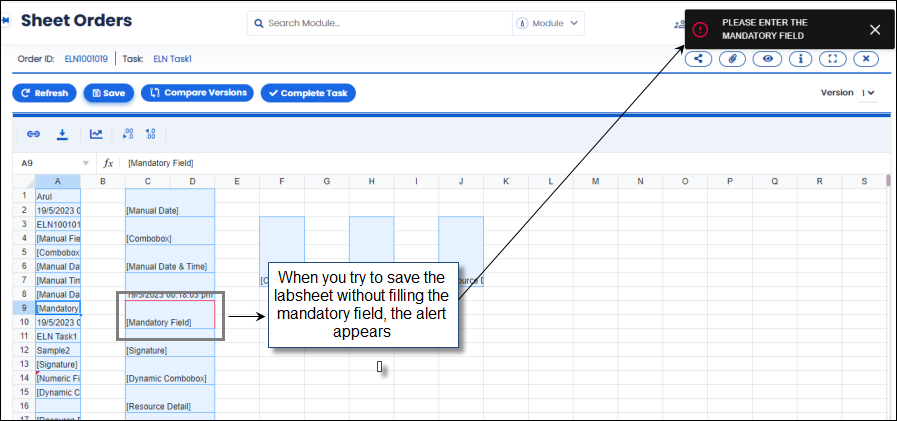 Sheet Orders
Search Module..
Module
PLEASE ENTER THE
MANDATORY FIELD
Order ID: ELN1001019 Task: ELN Task1
Refresh Save Compare Versions Complete Task
Version 1
A9 fx [Mandatory Field]
A B C D E F G H I J K L M N O P Q R S
1 Arul
2 19/5/2023 0 [Manual Date]
3 ELN100101
4 [Manual Fie [Combobox]
5 [Combobox
6 [Manual Da [Manual Date & Time]
7 [Manual Tim
8 [Manual Da 19/5/2023 00:18:03 pm
9 [Mandatory
10 19/5/2023 0 [Mandatory Field]
11 ELN Task1
12 Sample2 [Signature]
13 [Signature]
14 [Numeric Fi [Dynamic Combobox]
15 [Dynamic C
16 [Resource Detail]
17
When you try to save the
labsheet without filling the
mandatory field, the alert
appears